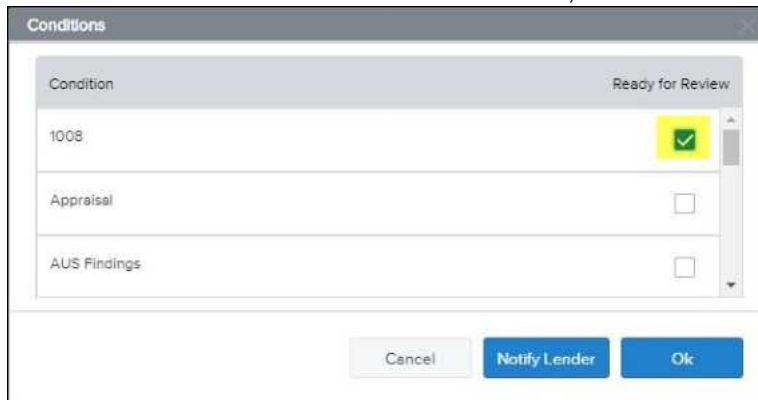 Conditions
Condition Ready for Review
1008
Appraisal
AUS Findings
Cancel Notify Lender Ok